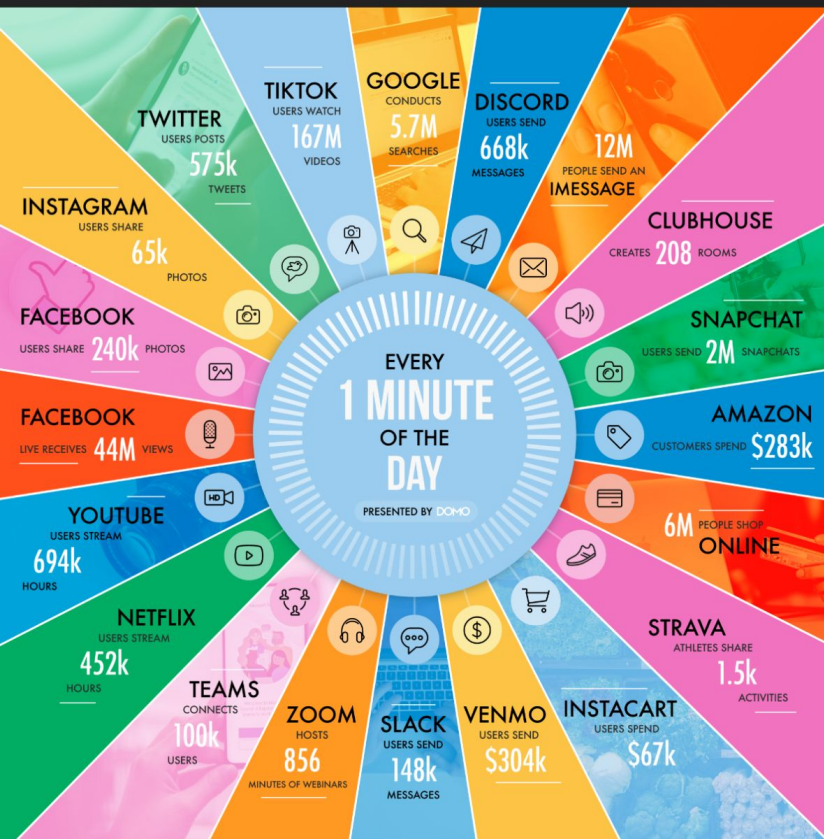 EVERY
1 MINUTE
OF THE
DAY
PRESENTED BY DOMO
GOOGLE
CONDUCTS
5.7M
SEARCHES
DISCORD
USERS SEND
668k
MESSAGES
12M
PEOPLE SEND AN
IMESSAGE
CLUBHOUSE
CREATES 208 ROOMS
SNAPCHAT
USERS SEND 2M SNAPCHATS
AMAZON
CUSTOMERS SPEND $283k
6M PEOPLE SHOP
ONLINE
STRAVA
ATHLETES SHARE
1.5k
ACTIVITIES
INSTACART
USERS SPEND
$67k
VENMO
USERS SEND
$304k
SLACK
USERS SEND
148k
MESSAGES
ZOOM
HOSTS
856
MINUTES OF WEBINARS
TEAMS
CONNECTS
100k
USERS
NETFLIX
USERS STREAM
452k
HOURS
YOUTUBE
USERS STREAM
694k
HOURS
HD
FACEBOOK
LIVE RECEIVES 44M VIEWS
FACEBOOK
USERS SHARE 240k PHOTOS
INSTAGRAM
USERS SHARE
65k
PHOTOS
TWITTER
USERS POSTS
575k
TWEETS
TIKTOK
USERS WATCH
167M
VIDEOS